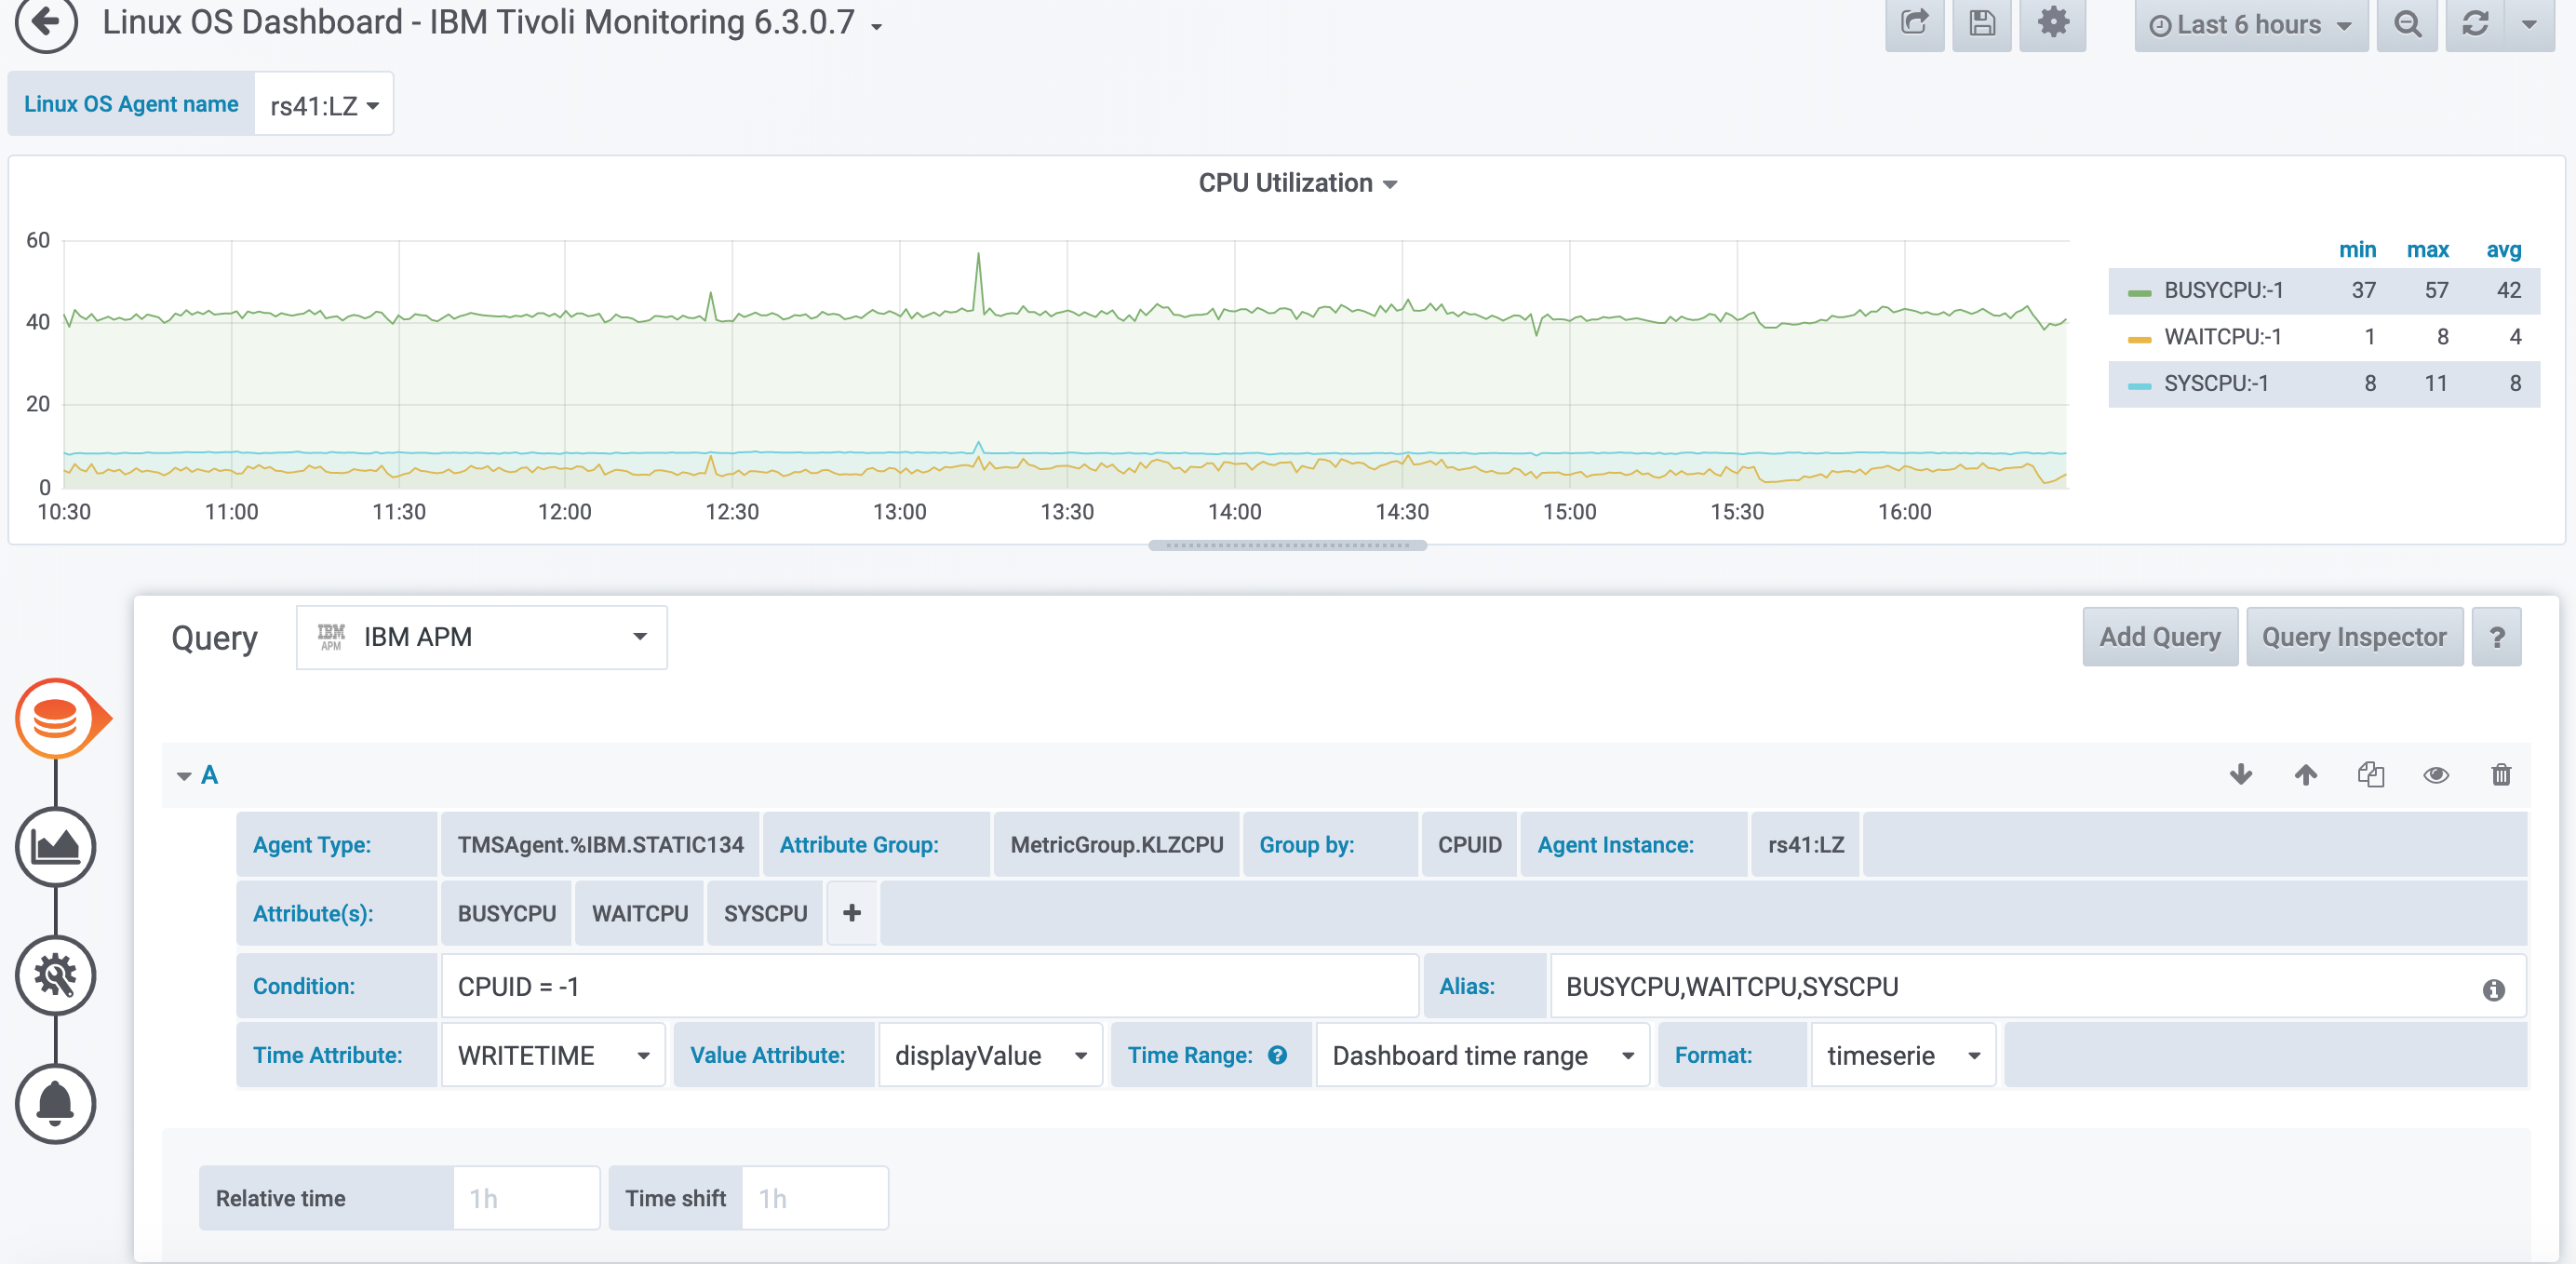 Linux OS Dashboard - IBM Tivoli Monitoring 6.3.0.7
Last 6 hours
Linux OS Agent name rs41:LZ
CPU Utilization
60
40
20
0
10:30 11:00 11:30 12:00 12:30 13:00 13:30 14:00 14:30 15:00 15:30 16:00
min max avg
BUSYCPU:-1 37 57 42
WAITCPU:-1 1 8 4
SYSCPU:-1 8 11 8
Query IBM APM IBM APM Add Query Query Inspector ?
A
Agent Type: TMSAgent.%IBM.STATIC134 Attribute Group: MetricGroup.KLZCPU Group by: CPUID Agent Instance: rs41:LZ
Attribute(s): BUSYCPU WAITCPU SYSCPU +
Condition: CPUID = -1 Alias: BUSYCPU,WAITCPU,SYSCPU
Time Attribute: WRITETIME Value Attribute: displayValue Time Range: ? Dashboard time range Format: timeserie
Relative time 1h Time shift 1h